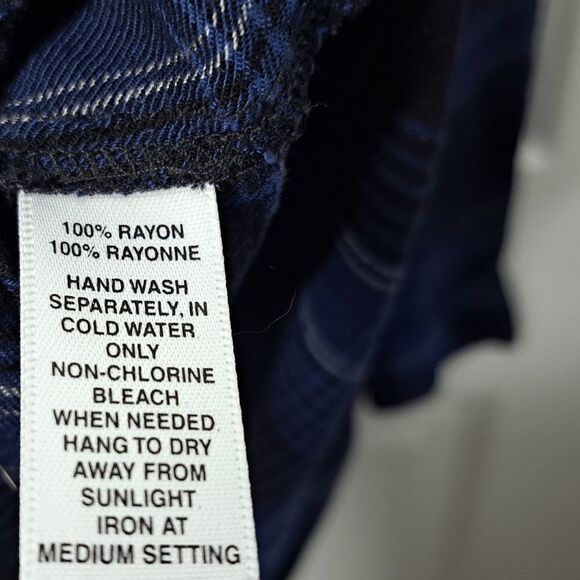 100% RAYON
100% RAYONNE
HAND WASH
SEPARATELY, IN
COLD WATER
ONLY
NON-CHLORINE
BLEACH
WHEN NEEDED
HANG TO DRY
AWAY FROM
SUNLIGHT
IRON AT
MEDIUM SETTING